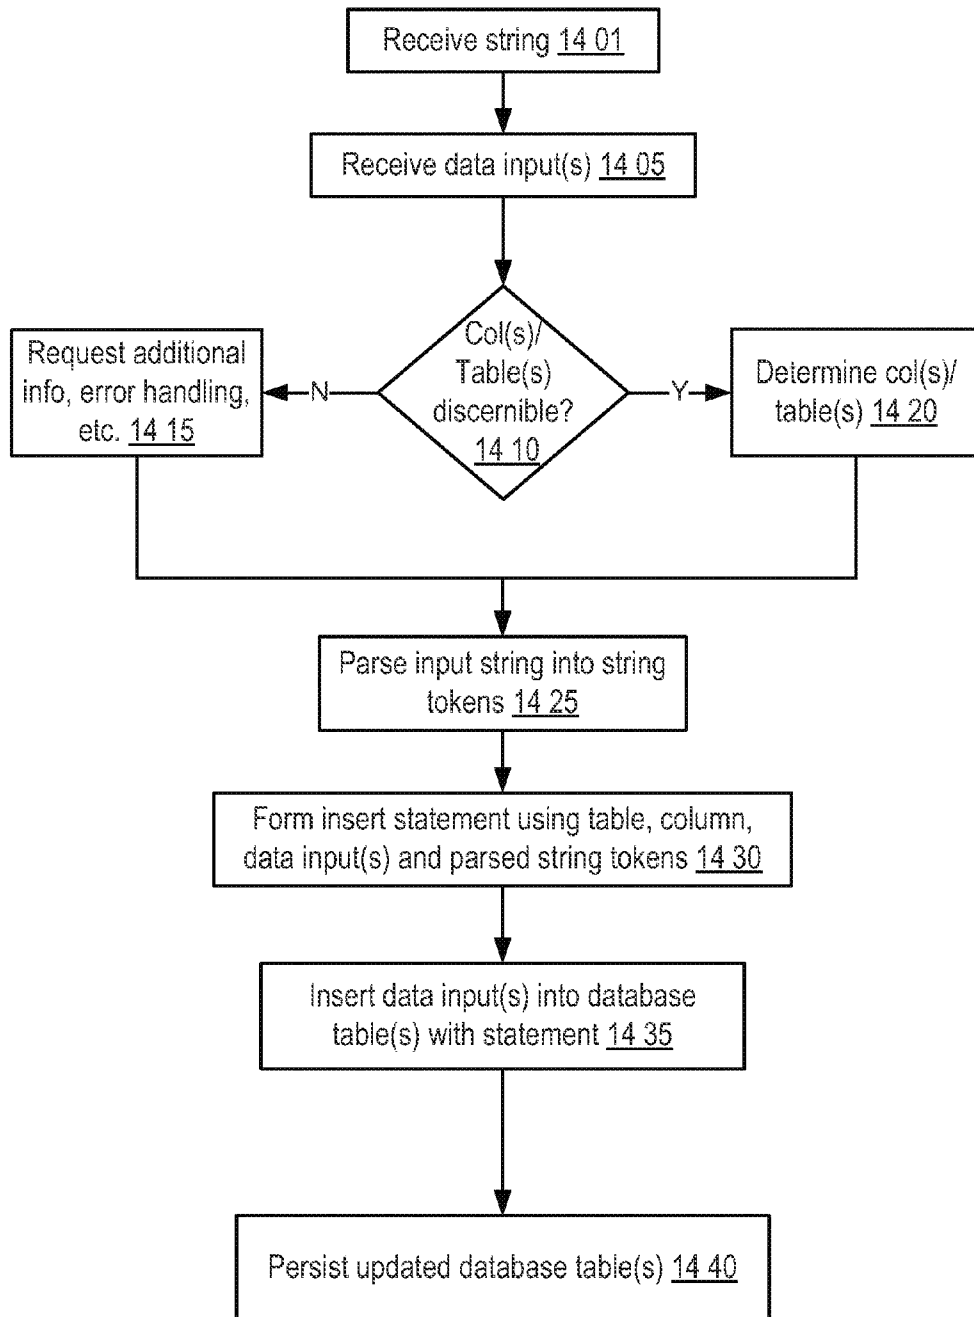 Receive string 14 01
Receive data input(s) 14 05
Col(s)/
Table(s)
discernible?
14 10
N
Y
Request additional
info, error handling,
etc. 14 15
Determine col(s)/
table(s) 14 20
Parse input string into string
tokens 14 25
Form insert statement using table, column,
data input(s) and parsed string tokens 14 30
Insert data input(s) into database
table(s) with statement 14 35
Persist updated database table(s) 14 40